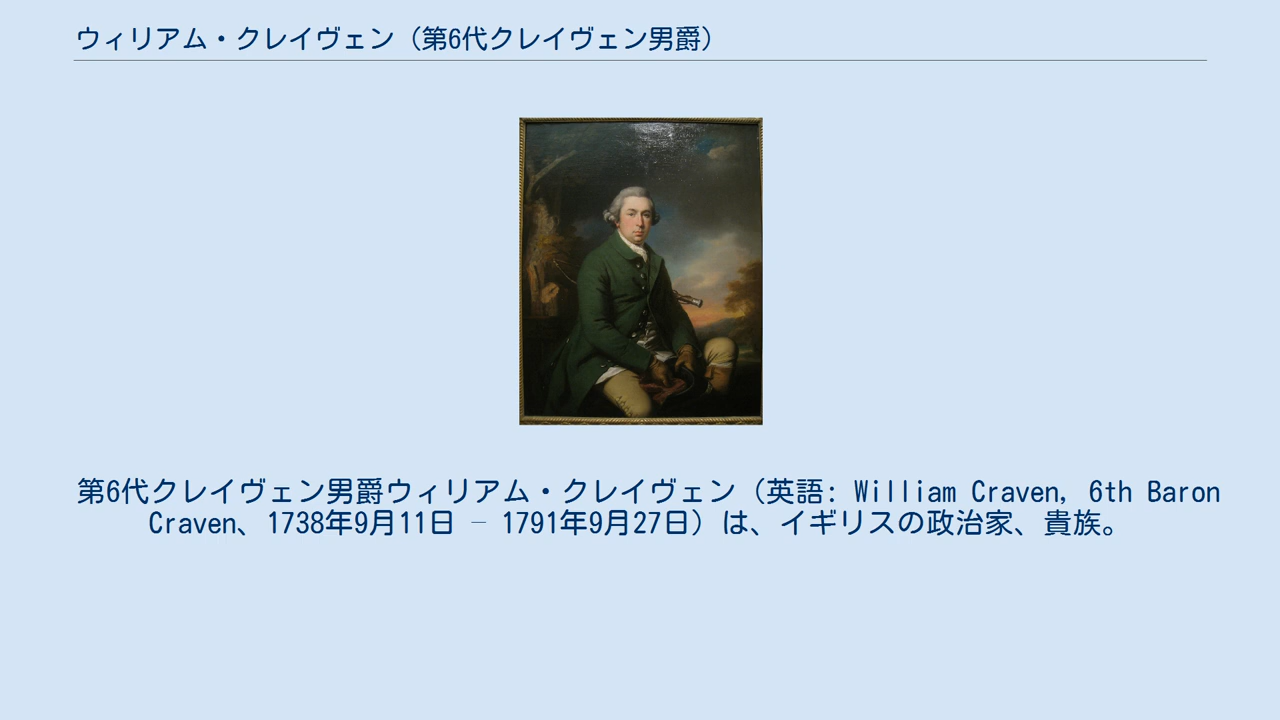 ウィリアム・クレイヴェン（第6代クレイヴェン男爵）
第6代クレイヴェン男爵ウィリアム・クレイヴェン（英語: William Craven, 6th Baron
Craven、1738年9月11日 – 1791年9月27日）は、イギリスの政治家、貴族。